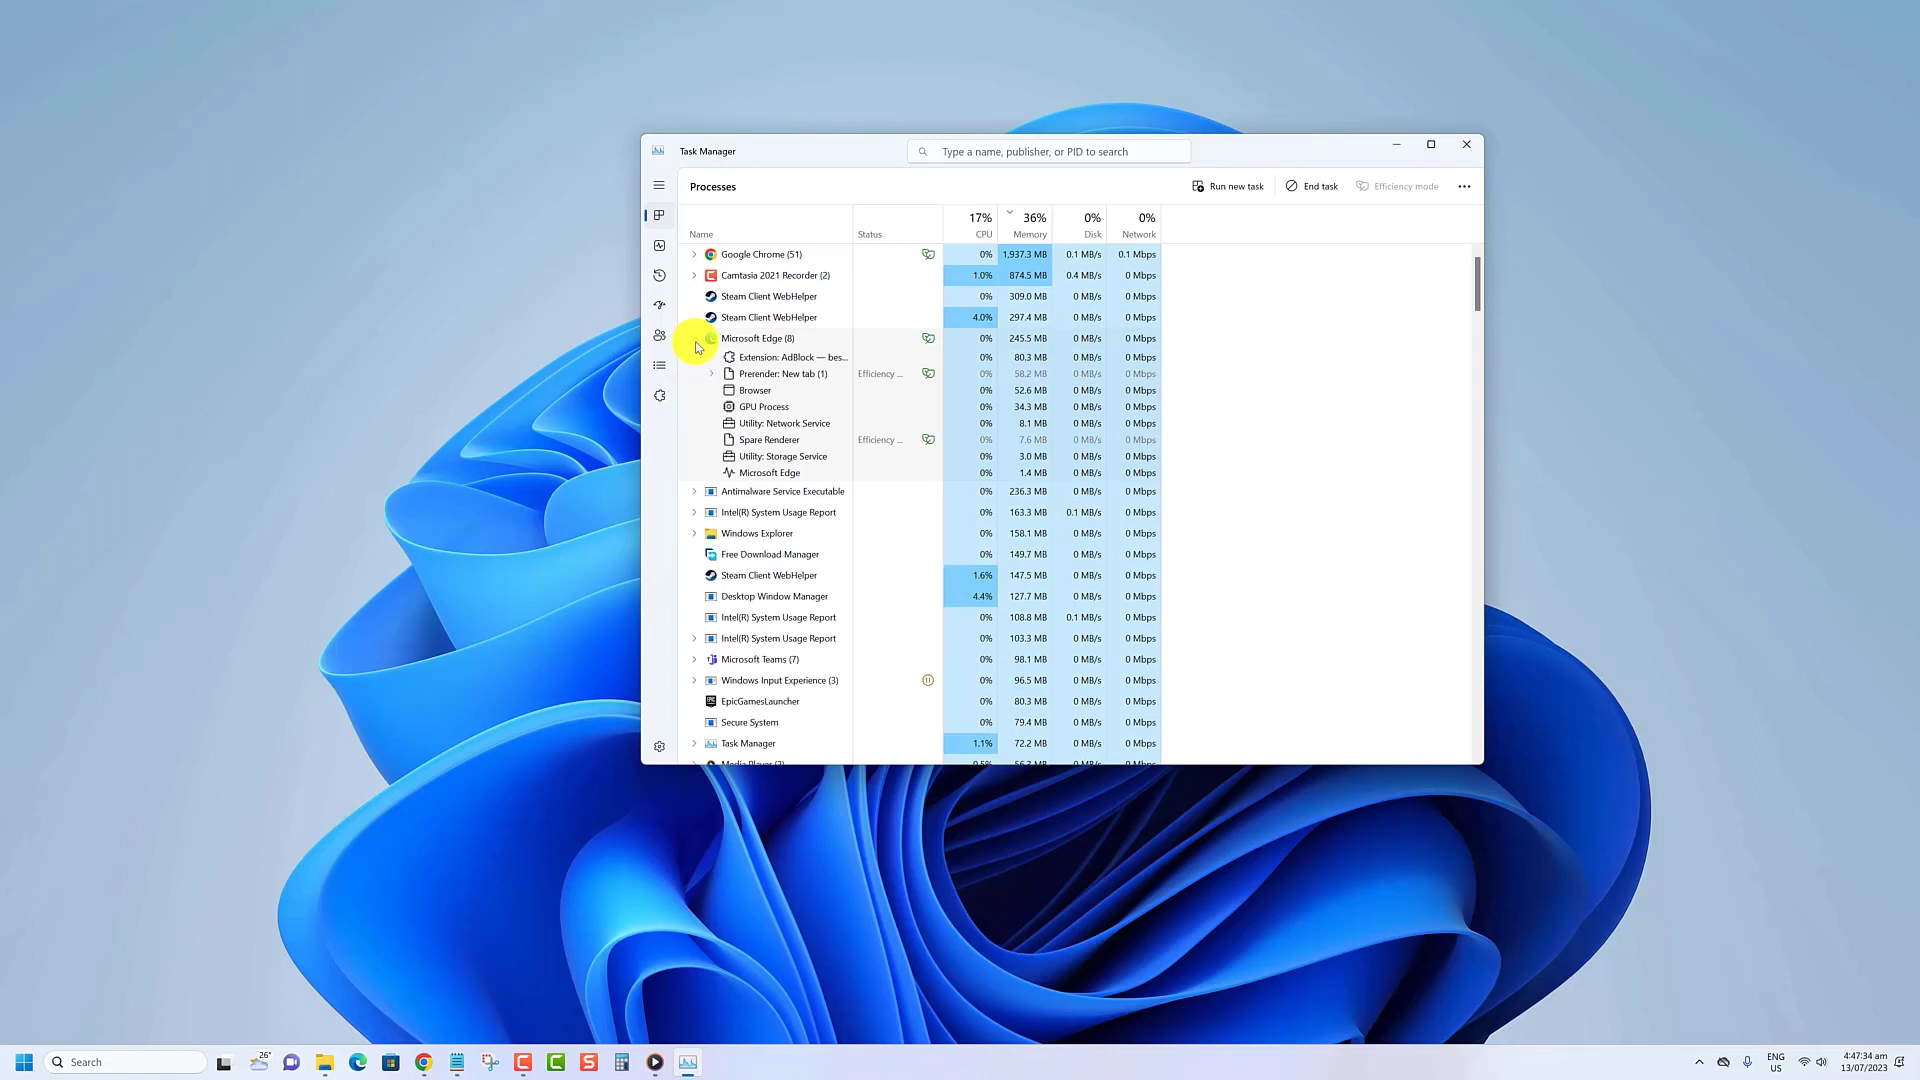 Task Manager
Type a name, publisher, or PID to search
Processes
Run new task
End task
Efficiency mode
17% 36% 0% 0%
Name Status CPU Memory Disk Network
Google Chrome (51) 0% 1,937.3 MB 0.1 MB/s 0.1 Mbps
Camtasia 2021 Recorder (2) 1.0% 874.5 MB 0.4 MB/s 0 Mbps
Steam Client WebHelper 0% 309.0 MB 0 MB/s 0 Mbps
Steam Client WebHelper 4.0% 297.4 MB 0 MB/s 0 Mbps
Microsoft Edge (8) 0% 245.5 MB 0 MB/s 0 Mbps
Extension: AdBlock — bes... 0% 80.3 MB 0 MB/s 0 Mbps
Prerender: New tab (1) Efficiency ... 0% 58.2 MB 0 MB/s 0 Mbps
Browser 0% 52.6 MB 0 MB/s 0 Mbps
GPU Process 0% 34.3 MB 0 MB/s 0 Mbps
Utility: Network Service 0% 8.1 MB 0 MB/s 0 Mbps
Spare Renderer Efficiency ... 0% 7.6 MB 0 MB/s 0 Mbps
Utility: Storage Service 0% 3.0 MB 0 MB/s 0 Mbps
Microsoft Edge 0% 1.4 MB 0 MB/s 0 Mbps
Antimalware Service Executable 0% 236.3 MB 0 MB/s 0 Mbps
Intel(R) System Usage Report 0% 163.3 MB 0.1 MB/s 0 Mbps
Windows Explorer 0% 158.1 MB 0 MB/s 0 Mbps
Free Download Manager 0% 149.7 MB 0 MB/s 0 Mbps
Steam Client WebHelper 1.6% 147.5 MB 0 MB/s 0 Mbps
Desktop Window Manager 4.4% 127.7 MB 0 MB/s 0 Mbps
Intel(R) System Usage Report 0% 108.8 MB 0.1 MB/s 0 Mbps
Intel(R) System Usage Report 0% 103.3 MB 0 MB/s 0 Mbps
Microsoft Teams (7) 0% 98.1 MB 0 MB/s 0 Mbps
Windows Input Experience (3) 0% 96.5 MB 0 MB/s 0 Mbps
EpicGamesLauncher 0% 80.3 MB 0 MB/s 0 Mbps
Secure System 0% 79.4 MB 0 MB/s 0 Mbps
Task Manager 1.1% 72.2 MB 0 MB/s 0 Mbps
Media Player (2) 0.5% 56.3 MB 0 MB/s 0 Mbps
Search
26°
ENG
US
4:47:34 am
13/07/2023